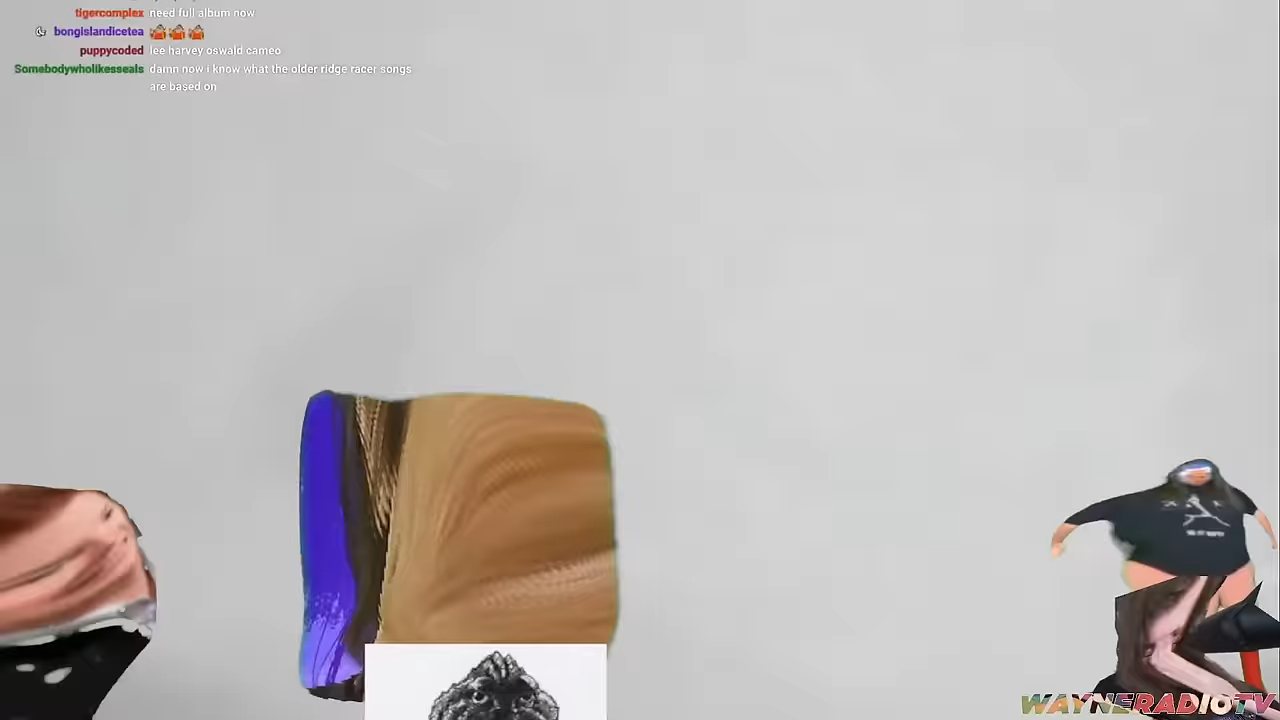 tigercomplex need full album now
bongislandicetea
puppycoded lee harvey oswald cameo
Somebodywholikesseals damn now i know what the older ridge racer songs
are based on
WAYNERADIOTV